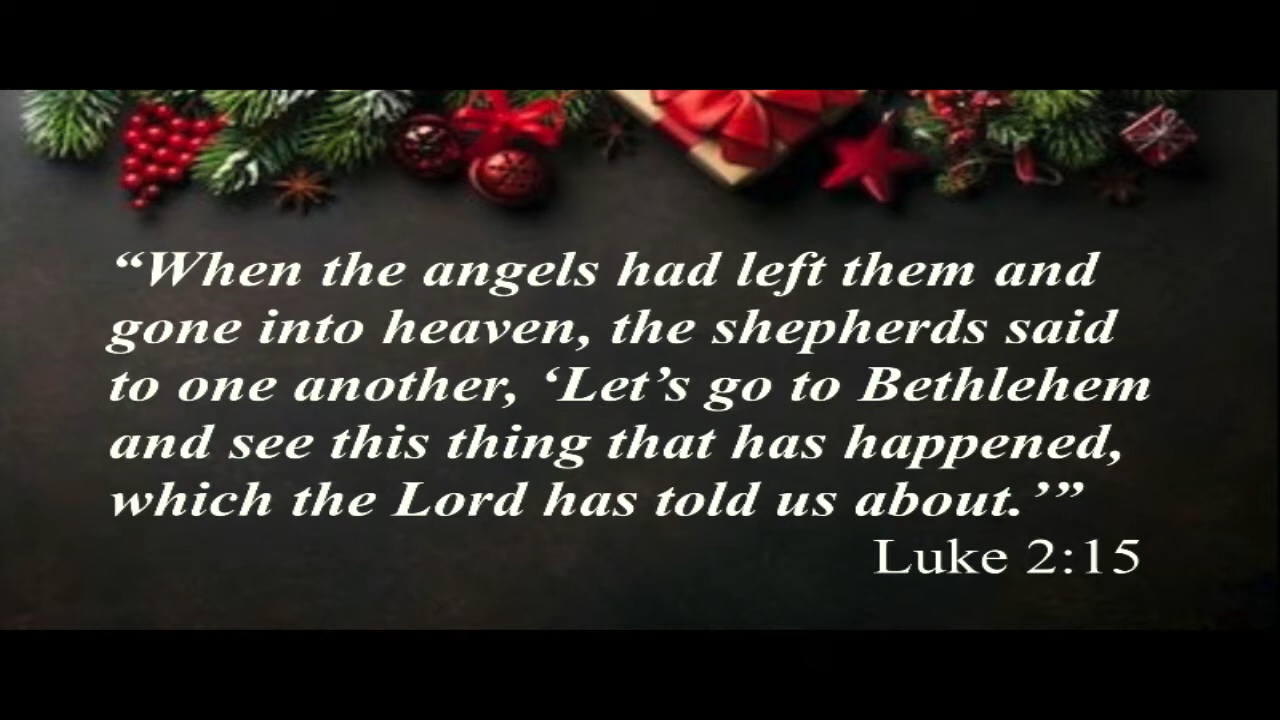 “When the angels had left them and
gone into heaven, the shepherds said
to one another, ‘Let’s go to Bethlehem
and see this thing that has happened,
which the Lord has told us about.’”
Luke 2:15